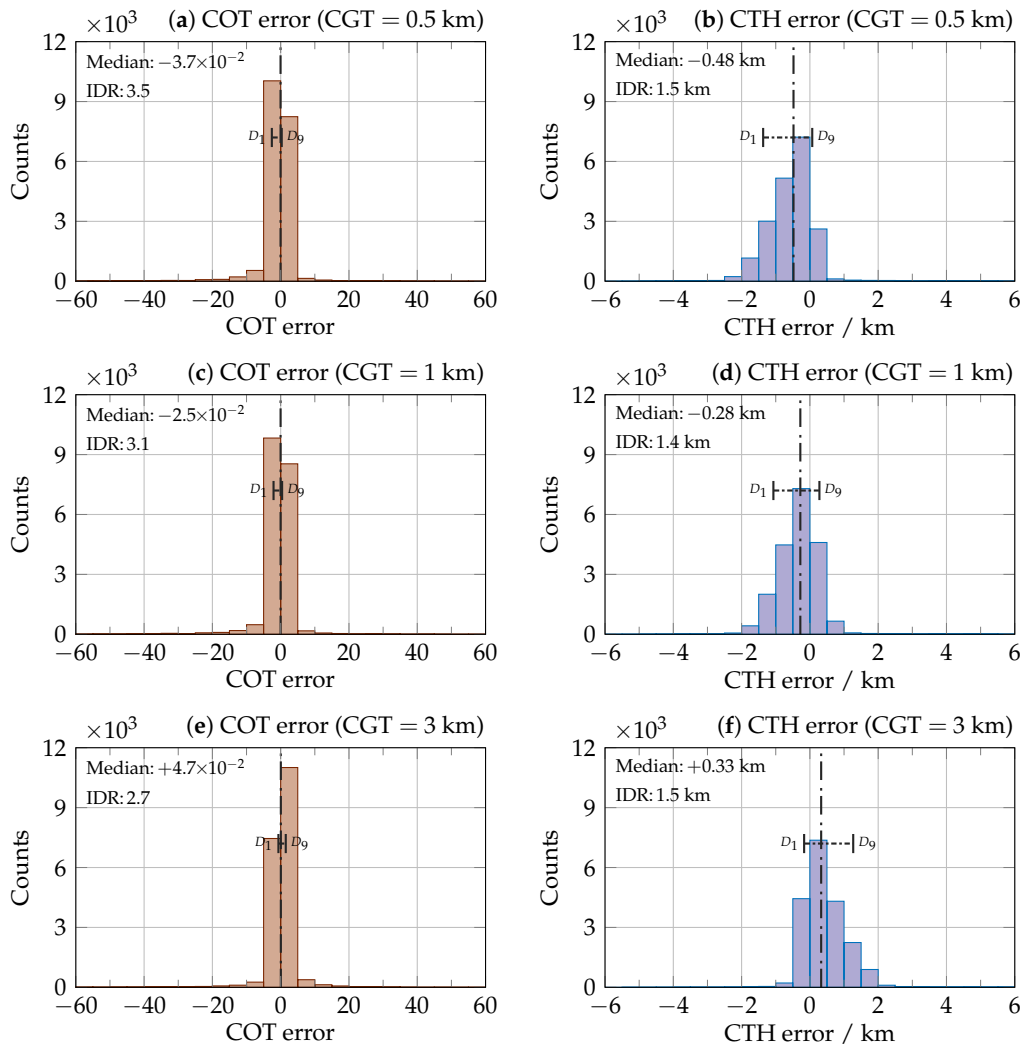 ×10³ (a) COT error (CGT = 0.5 km)
12
Median: −3.7×10⁻²
IDR: 3.5
9
D₁ D₉
6
3
0
Counts
−60 −40 −20 0 20 40 60
COT error
×10³ (b) CTH error (CGT = 0.5 km)
12
Median: −0.48 km
IDR: 1.5 km
9
D₁ D₉
6
3
0
Counts
−6 −4 −2 0 2 4 6
CTH error / km
×10³ (c) COT error (CGT = 1 km)
12
Median: −2.5×10⁻²
IDR: 3.1
9
D₁ D₉
6
3
0
Counts
−60 −40 −20 0 20 40 60
COT error
×10³ (d) CTH error (CGT = 1 km)
12
Median: −0.28 km
IDR: 1.4 km
9
D₁ D₉
6
3
0
Counts
−6 −4 −2 0 2 4 6
CTH error / km
×10³ (e) COT error (CGT = 3 km)
12
Median: +4.7×10⁻²
IDR: 2.7
9
D₁ D₉
6
3
0
Counts
−60 −40 −20 0 20 40 60
COT error
×10³ (f) CTH error (CGT = 3 km)
12
Median: +0.33 km
IDR: 1.5 km
9
D₁ D₉
6
3
0
Counts
−6 −4 −2 0 2 4 6
CTH error / km